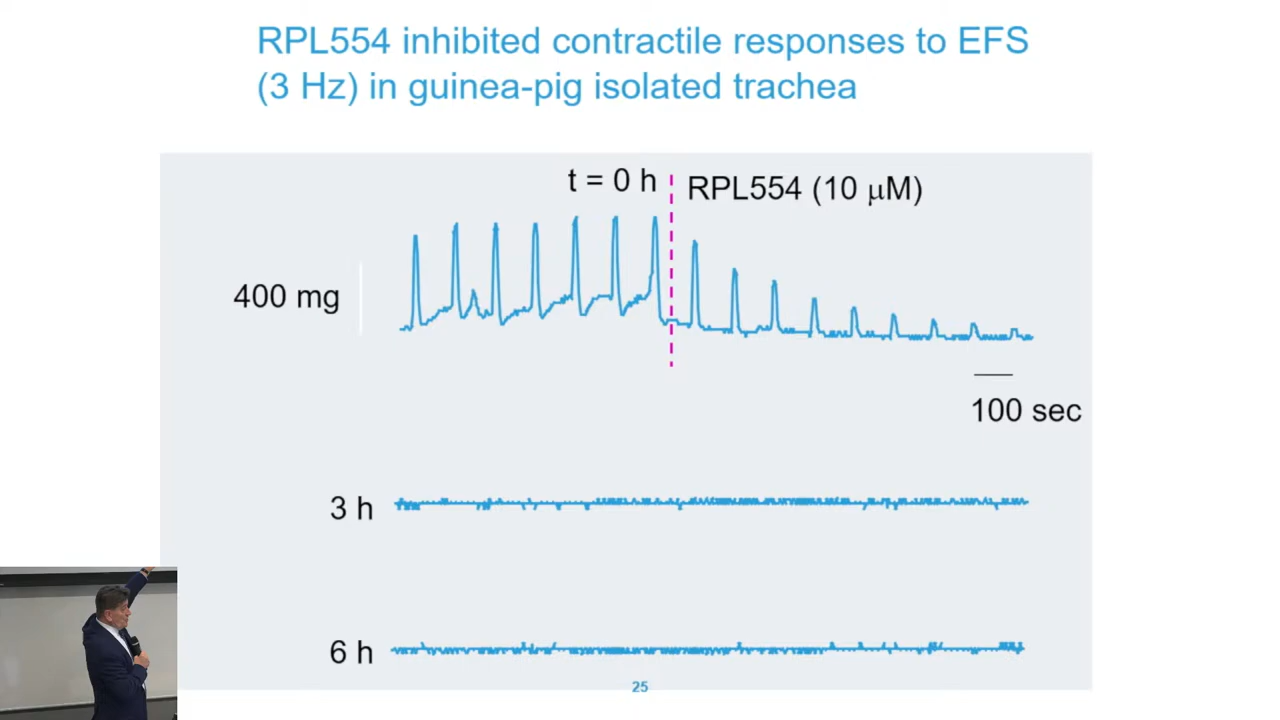 RPL554 inhibited contractile responses to EFS
(3 Hz) in guinea-pig isolated trachea
t = 0 h
RPL554 (10 μM)
400 mg
100 sec
3 h
6 h
25